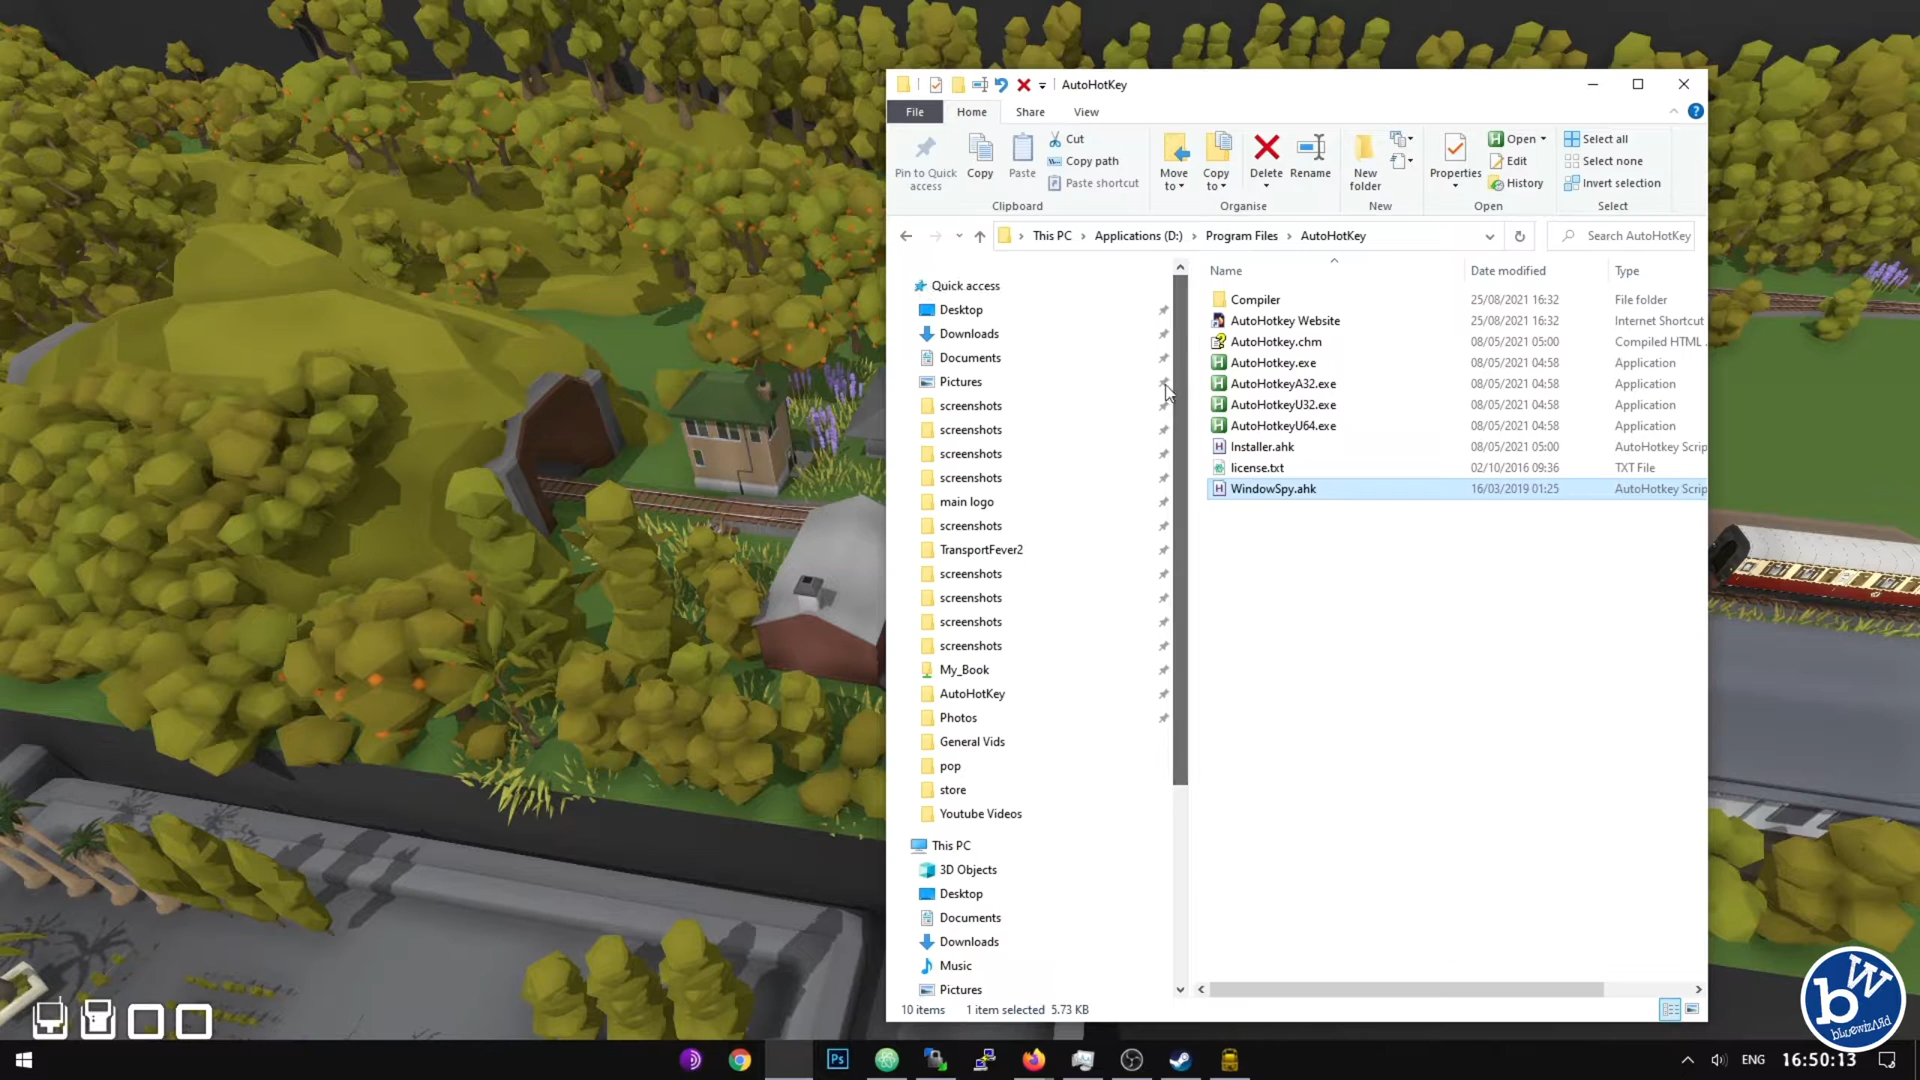 AutoHotKey
File
Home
Share
View
Pin to Quick access
Copy
Paste
Cut
Copy path
Paste shortcut
Clipboard
Move to
Copy to
Delete
Rename
Organise
New folder
New
Properties
Open
Edit
History
Open
Select all
Select none
Invert selection
Select
This PC > Applications (D:) > Program Files > AutoHotKey
Search AutoHotKey
Quick access
Desktop
Downloads
Documents
Pictures
screenshots
screenshots
screenshots
screenshots
main logo
screenshots
TransportFever2
screenshots
screenshots
screenshots
screenshots
My_Book
AutoHotKey
Photos
General Vids
pop
store
Youtube Videos
This PC
3D Objects
Desktop
Documents
Downloads
Music
Pictures
Name Date modified Type
Compiler 25/08/2021 16:32 File folder
AutoHotkey Website 25/08/2021 16:32 Internet Shortcut
AutoHotkey.chm 08/05/2021 05:00 Compiled HTML
AutoHotkey.exe 08/05/2021 04:58 Application
AutoHotkeyA32.exe 08/05/2021 04:58 Application
AutoHotkeyU32.exe 08/05/2021 04:58 Application
AutoHotkeyU64.exe 08/05/2021 04:58 Application
Installer.ahk 08/05/2021 05:00 AutoHotkey Scrip
license.txt 02/10/2016 09:36 TXT File
WindowSpy.ahk 16/03/2019 01:25 AutoHotkey Scrip
10 items 1 item selected 5.73 KB
bW
bluewizard
Ps
ENG
16:50:13